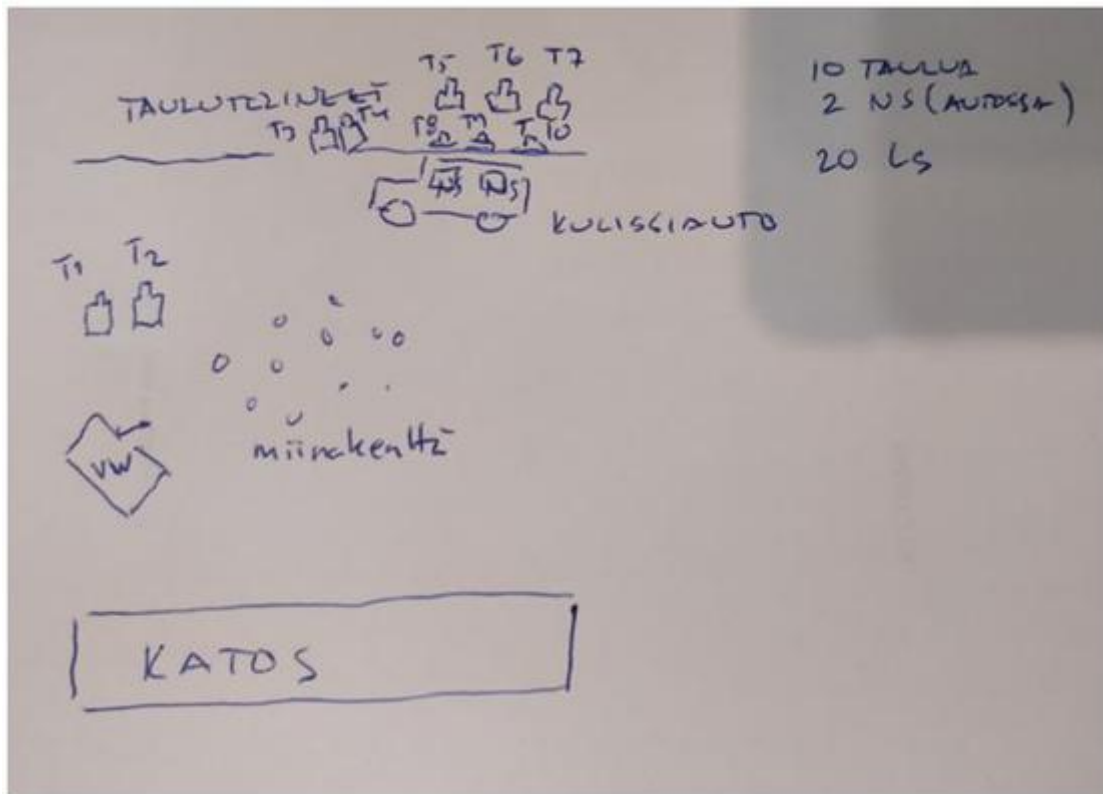 T5 T6 T7
TAULUTELINEET
T3 T4 T8 T9 T10
NS NS
KULISSIAUTO
10 TAULUA
2 NS (AUTOSSA)
20 LS
T1 T2
miinakenttä
VW
KATOS